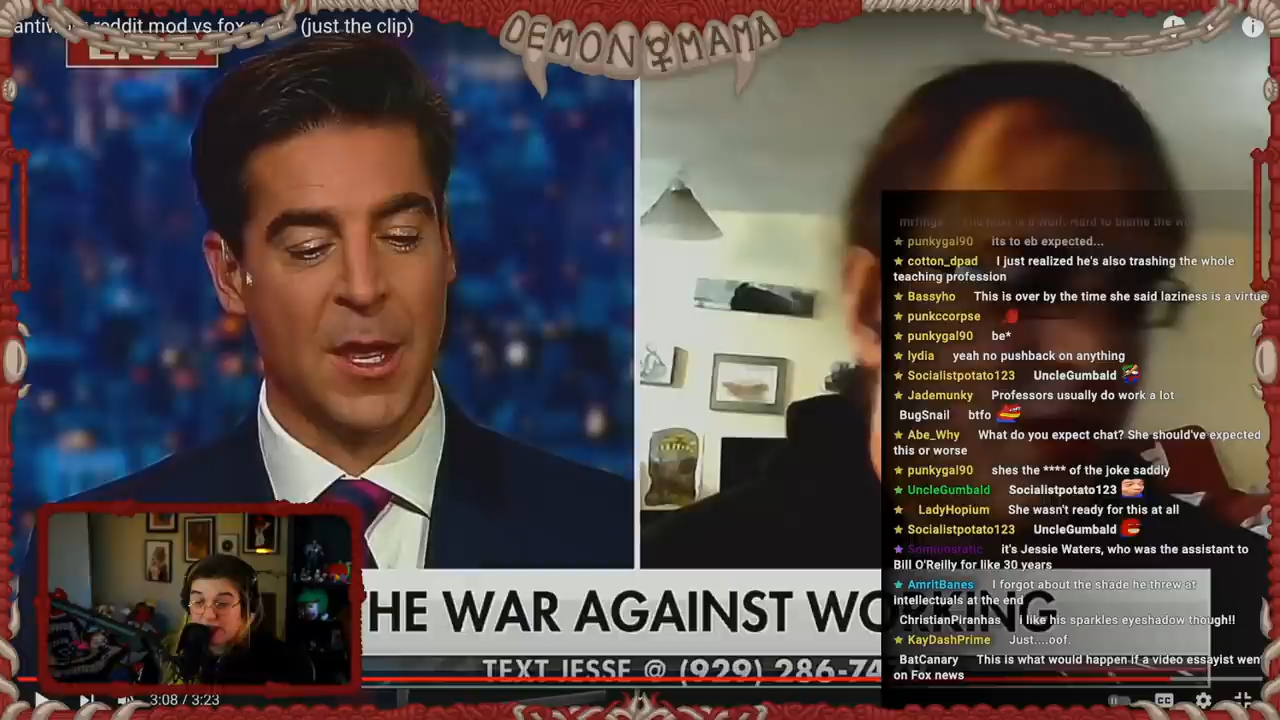 reddit mod vs fox
(just the clip)
DEMON MAMA
LIVE
mrfinge
punkygal90 its to eb expected...
cotton_dpad I just realized he's also trashing the whole
teaching profession
Bassyho This is over by the time she said laziness is a virtue
punkccorpse
punkygal90 be*
lydia yeah no pushback on anything
Socialistpotato123 UncleGumbald
Jademunky Professors usually do work a lot
BugSnail btfo
Abe_Why What do you expect chat? She should've expected
this or worse
punkygal90 shes the **** of the joke saddly
UncleGumbald Socialistpotato123
LadyHopium She wasn't ready for this at all
Socialistpotato123 UncleGumbald
it's Jessie Waters, who was the assistant to
Bill O'Reilly for like 30 years
AmritBanes I forgot about the shade he threw at
intellectuals at the end
ChristianPiranhas i like his sparkles eyeshadow though!!
KayDashPrime Just....oof.
BatCanary This is what would happen if a video essayist went
on Fox news
HE WAR AGAINST WORKING
TEXT JESSE @ (929) 286-74
3:08 / 3:23
CC